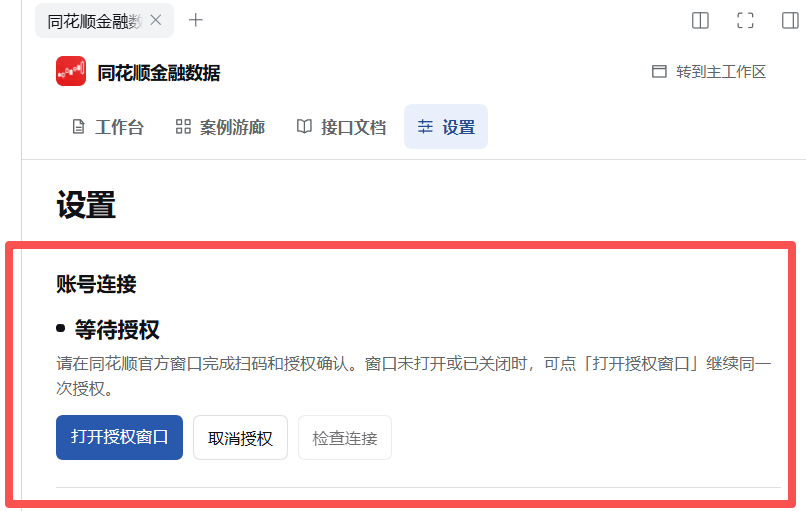 同花顺金融数
同花顺金融数据
转到主工作区
工作台
案例游廊
接口文档
设置
设置
账号连接
等待授权
请在同花顺官方窗口完成扫码和授权确认。窗口未打开或已关闭时，可点「打开授权窗口」继续同一
次授权。
打开授权窗口
取消授权
检查连接